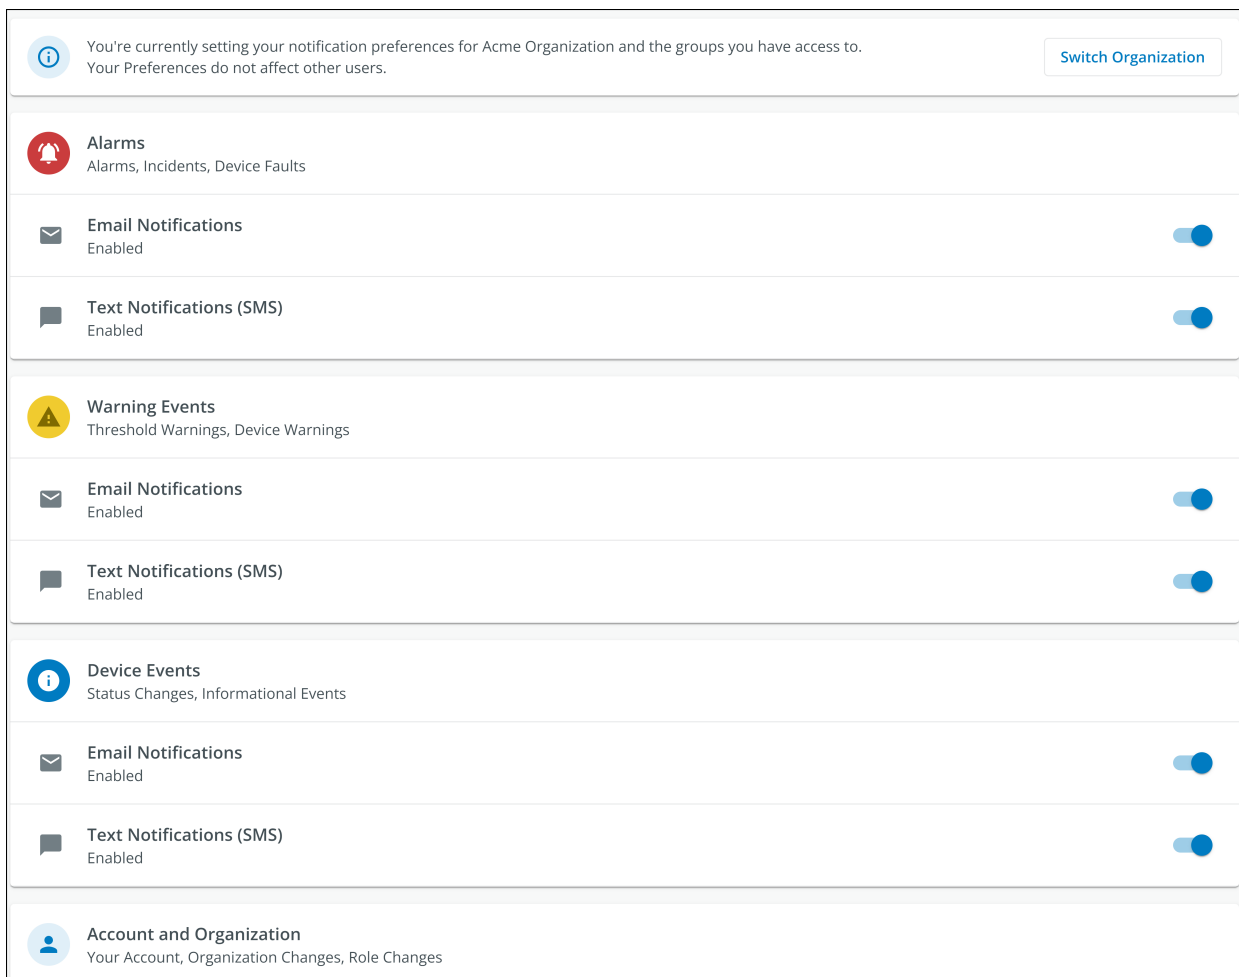 You're currently setting your notification preferences for Acme Organization and the groups you have access to.
Your Preferences do not affect other users.
Switch Organization
Alarms
Alarms, Incidents, Device Faults
Email Notifications
Enabled
Text Notifications (SMS)
Enabled
Warning Events
Threshold Warnings, Device Warnings
Email Notifications
Enabled
Text Notifications (SMS)
Enabled
Device Events
Status Changes, Informational Events
Email Notifications
Enabled
Text Notifications (SMS)
Enabled
Account and Organization
Your Account, Organization Changes, Role Changes